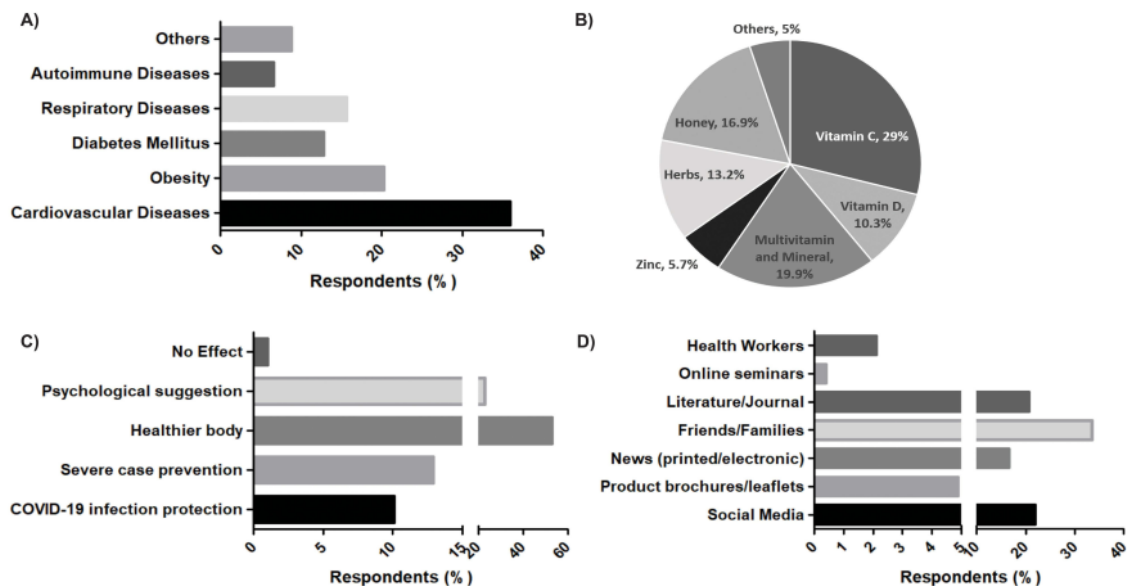 A)
Others
Autoimmune Diseases
Respiratory Diseases
Diabetes Mellitus
Obesity
Cardiovascular Diseases
0 10 20 30 40
Respondents (% )
B)
Others, 5%
Vitamin C, 29%
Vitamin D,
10.3%
Multivitamin
and Mineral,
19.9%
Zinc, 5.7%
Herbs, 13.2%
Honey, 16.9%
C)
No Effect
Psychological suggestion
Healthier body
Severe case prevention
COVID-19 infection protection
0 5 10 15 20 40 60
Respondents (% )
D)
Health Workers
Online seminars
Literature/Journal
Friends/Families
News (printed/electronic)
Product brochures/leaflets
Social Media
0 1 2 3 4 5 10 20 30 40
Respondents (% )